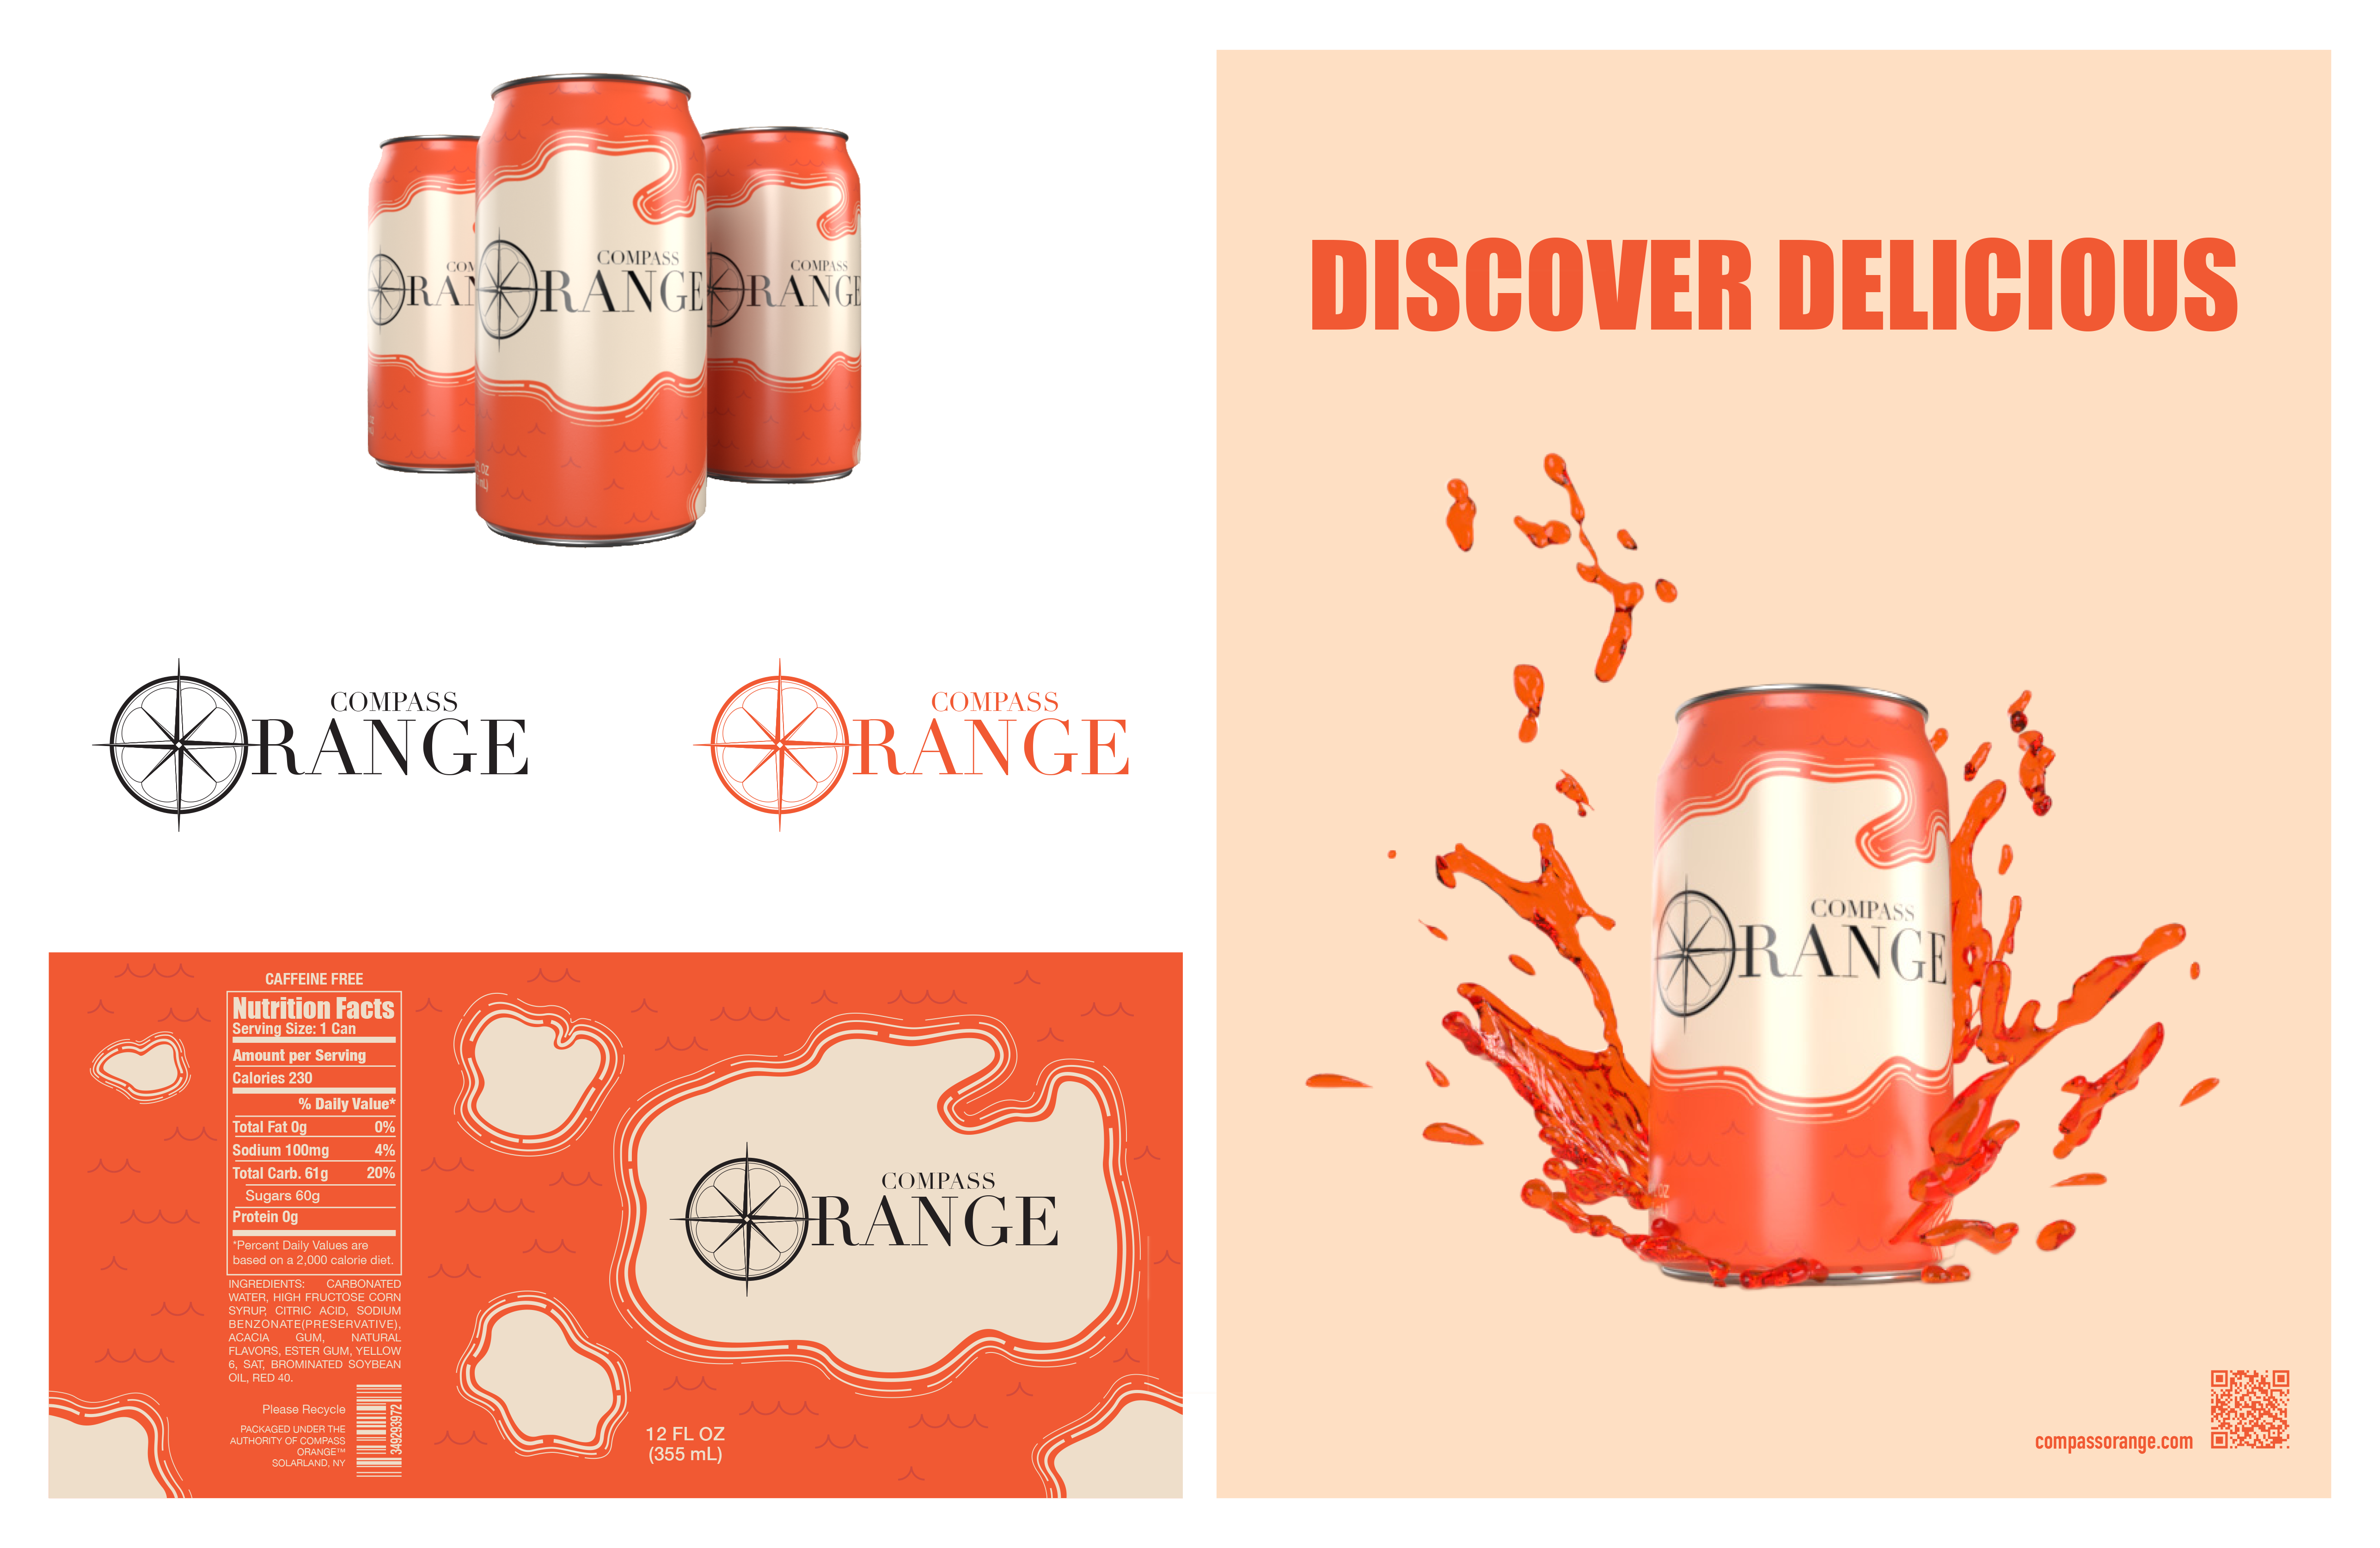 COMPASS
RAN
COMPASS
RANGE
COMPASS
RANGE
FL OZ
mL)
COMPASS
RANGE
COMPASS
RANGE
CAFFEINE FREE
Nutrition Facts
Serving Size: 1 Can
Amount per Serving
Calories 230
% Daily Value*
Total Fat 0g 0%
Sodium 100mg 4%
Total Carb. 61g 20%
Sugars 60g
Protein 0g
*Percent Daily Values are
based on a 2,000 calorie diet.
INGREDIENTS: CARBONATED
WATER, HIGH FRUCTOSE CORN
SYRUP, CITRIC ACID, SODIUM
BENZONATE(PRESERVATIVE),
ACACIA GUM, NATURAL
FLAVORS, ESTER GUM, YELLOW
6, SAT, BROMINATED SOYBEAN
OIL, RED 40.
Please Recycle
PACKAGED UNDER THE
AUTHORITY OF COMPASS
ORANGE™
SOLARLAND, NY
349293972
COMPASS
RANGE
12 FL OZ
(355 mL)
DISCOVER DELICIOUS
COMPASS
RANGE
OZ
compassorange.com